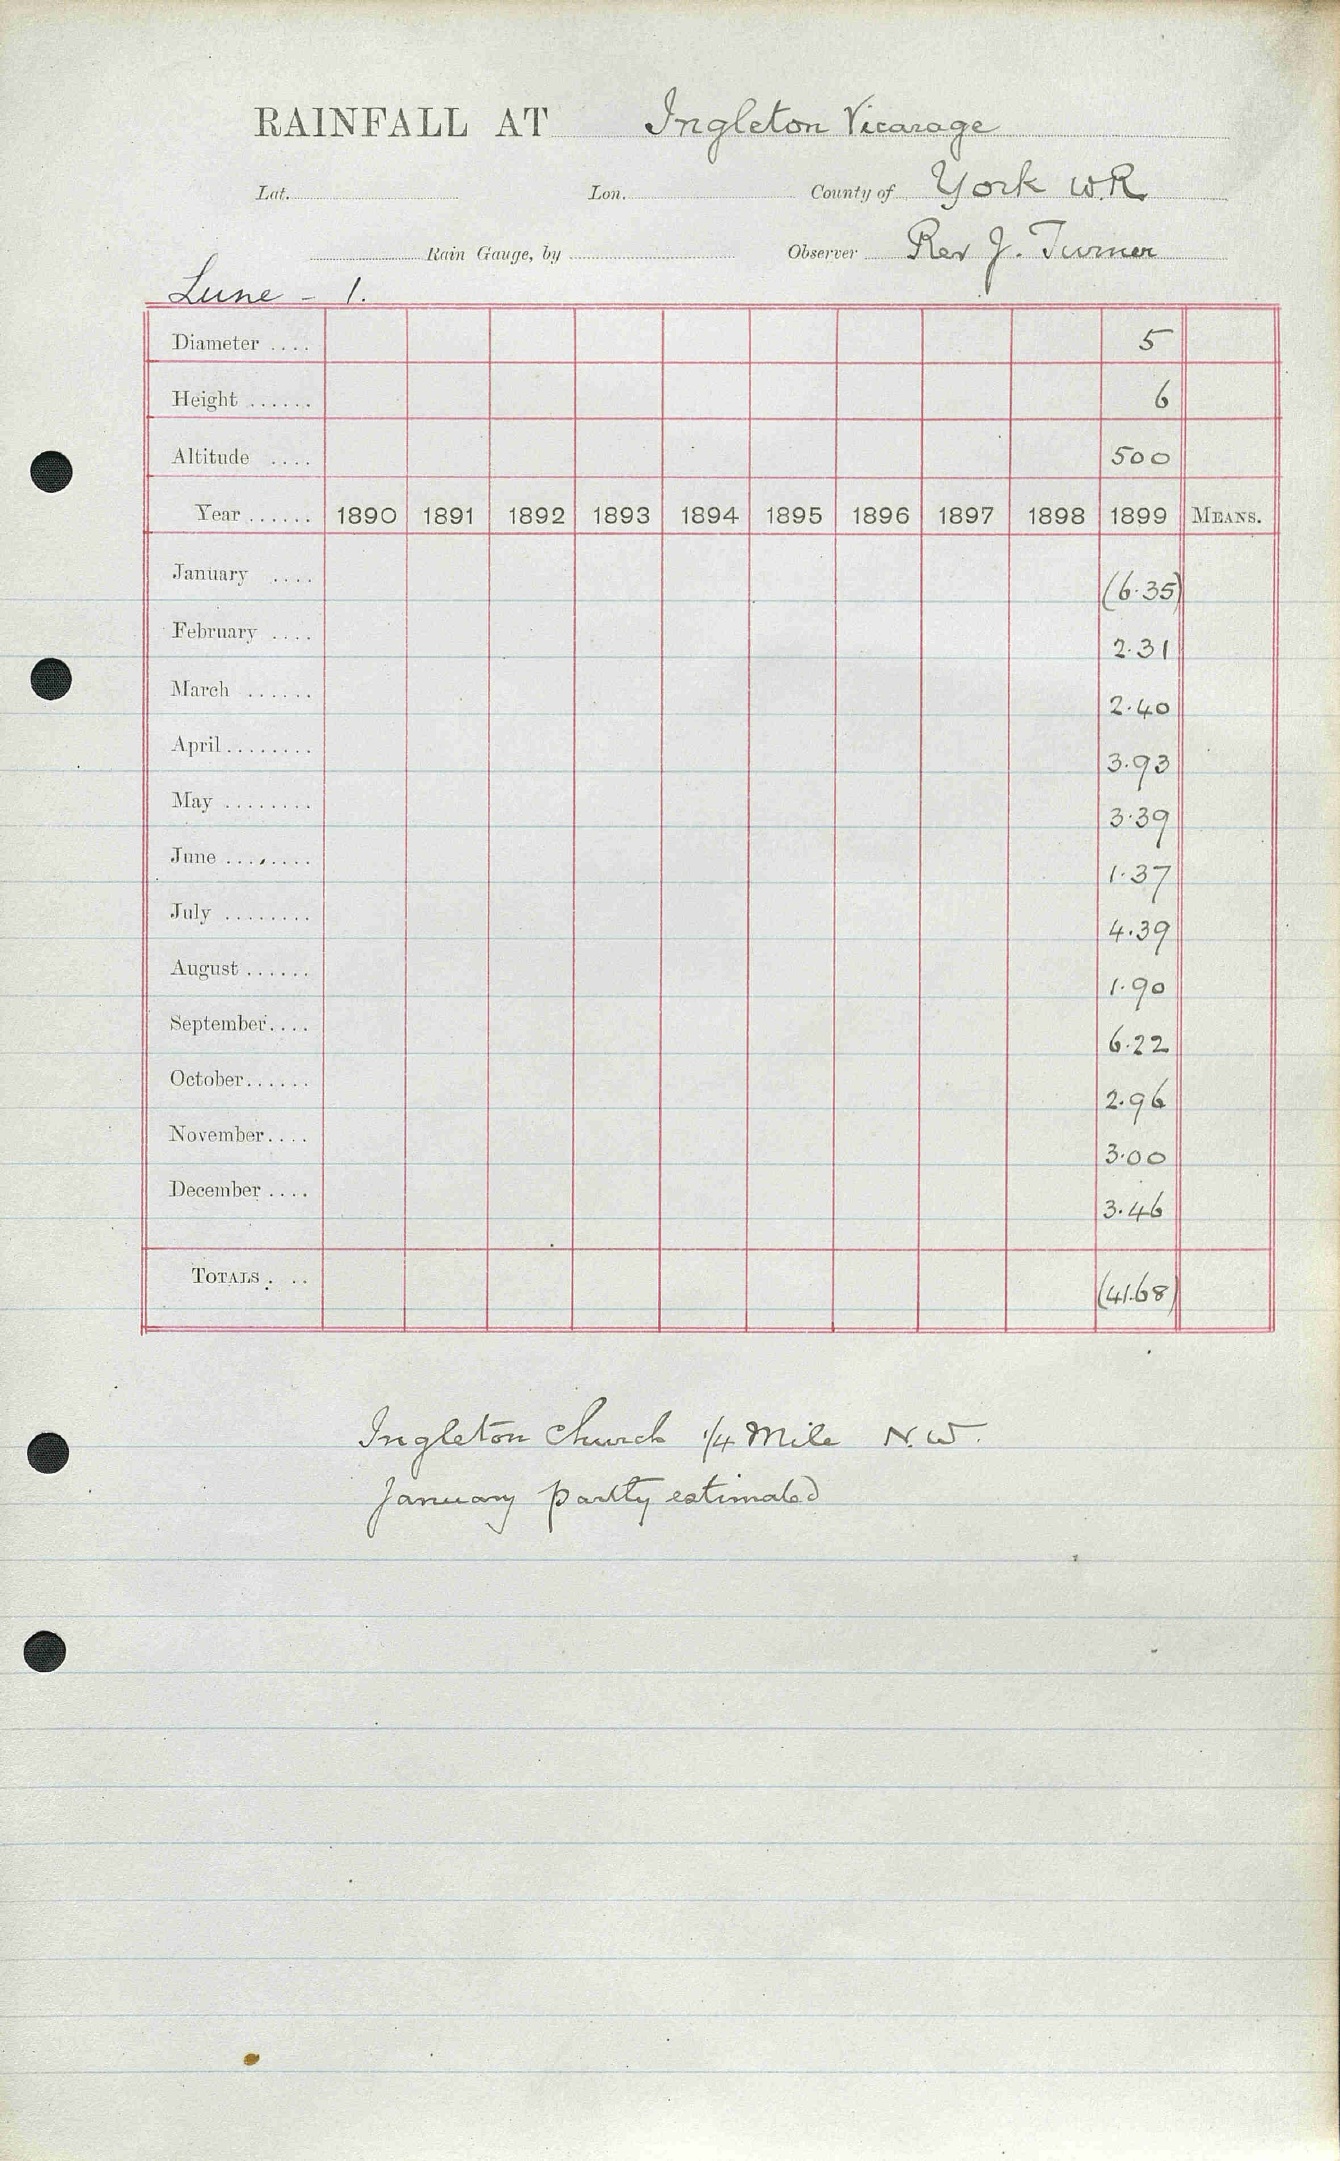 RAINFALL AT Ingleton Vicarage
Lat. Lon. County of York W.R
Rain Gauge, by Observer Rev J. Turner
Lune - 1.
Diameter .... 5
Height ...... 6
Altitude .... 500
Year ...... 1890 1891 1892 1893 1894 1895 1896 1897 1898 1899 MEANS.
January .... (6.35)
February .... 2.31
March ...... 2.40
April ........ 3.93
May ........ 3.39
June ........ 1.37
July ........ 4.39
August ...... 1.90
September.... 6.22
October...... 2.96
November.... 3.00
December .... 3.46
TOTALS . .. (41.68)
Ingleton Church 1/4 Mile N.W.
January partly estimated